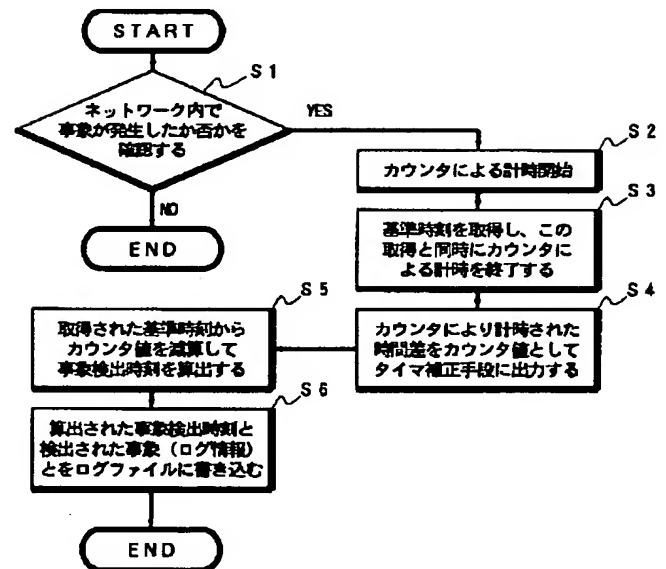 START
S1
ネットワーク内で
事象が発生したか否かを
確認する
YES
NO
END
S2
カウンタによる計時開始
S3
基準時刻を取得し、この
取得と同時にカウンタに
よる計時を終了する
S4
カウンタにより計時された
時間差をカウンタ値として
タイマ補正手段に出力する
S5
取得された基準時刻から
カウンタ値を減算して
事象検出時刻を算出する
S6
算出された事象検出時刻と
検出された事象（ログ情報）
とをログファイルに書き込む
END